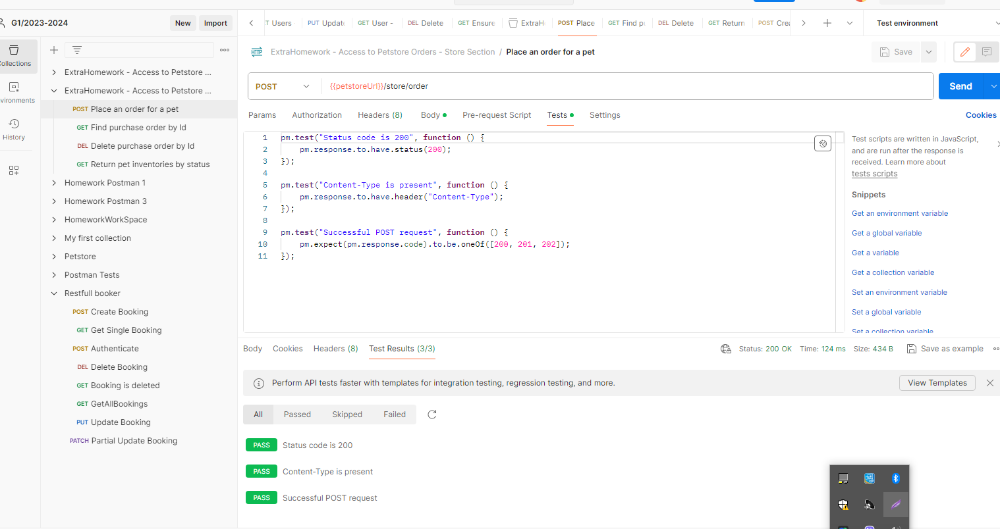 G1/2023-2024
New
Import
Users
PUT
GET User -
DEL Delete
GET Ensure
POST Place
GET Find
DEL Delete
GET Return
POST
Test environment
ExtraHomework - Access to Petstore Orders - Store Section / Place an order for a pet
Save
POST
{{petstoreUrl}}/store/order
Send
Params
Authorization
Headers (8)
Body
Pre-request Script
Tests
Settings
Cookies
History
ExtraHomework - Access to Petstore ...
ExtraHomework - Access to Petstore ...
POST Place an order for a pet
GET Find purchase order by Id
DEL Delete purchase order by Id
GET Return pet inventories by status
Homework Postman 1
Homework Postman 3
HomeworkWorkSpace
My first collection
Petstore
Postman Tests
Restfull booker
POST Create Booking
GET Get Single Booking
POST Authenticate
DEL Delete Booking
GET Booking is deleted
GET GetAllBookings
PUT Update Booking
PATCH Partial Update Booking
1 pm.test("Status code is 200", function () {
2 pm.response.to.have.status(200);
3 });
4
5 pm.test("Content-Type is present", function () {
6 pm.response.to.have.header("Content-Type");
7 });
8
9 pm.test("Successful POST request", function () {
10 pm.expect(pm.response.code).to.be.oneOf([200, 201, 202]);
11 });
Test scripts are written in JavaScript,
and are run after the response is
received. Learn more about
tests scripts
Snippets
Get an environment variable
Get a global variable
Get a variable
Get a collection variable
Set an environment variable
Set a global variable
Set a collection variable
Body
Cookies
Headers (8)
Test Results (3/3)
Status: 200 OK
Time: 124 ms
Size: 434 B
Save as example
Perform API tests faster with templates for integration testing, regression testing, and more.
View Templates
All
Passed
Skipped
Failed
PASS Status code is 200
PASS Content-Type is present
PASS Successful POST request